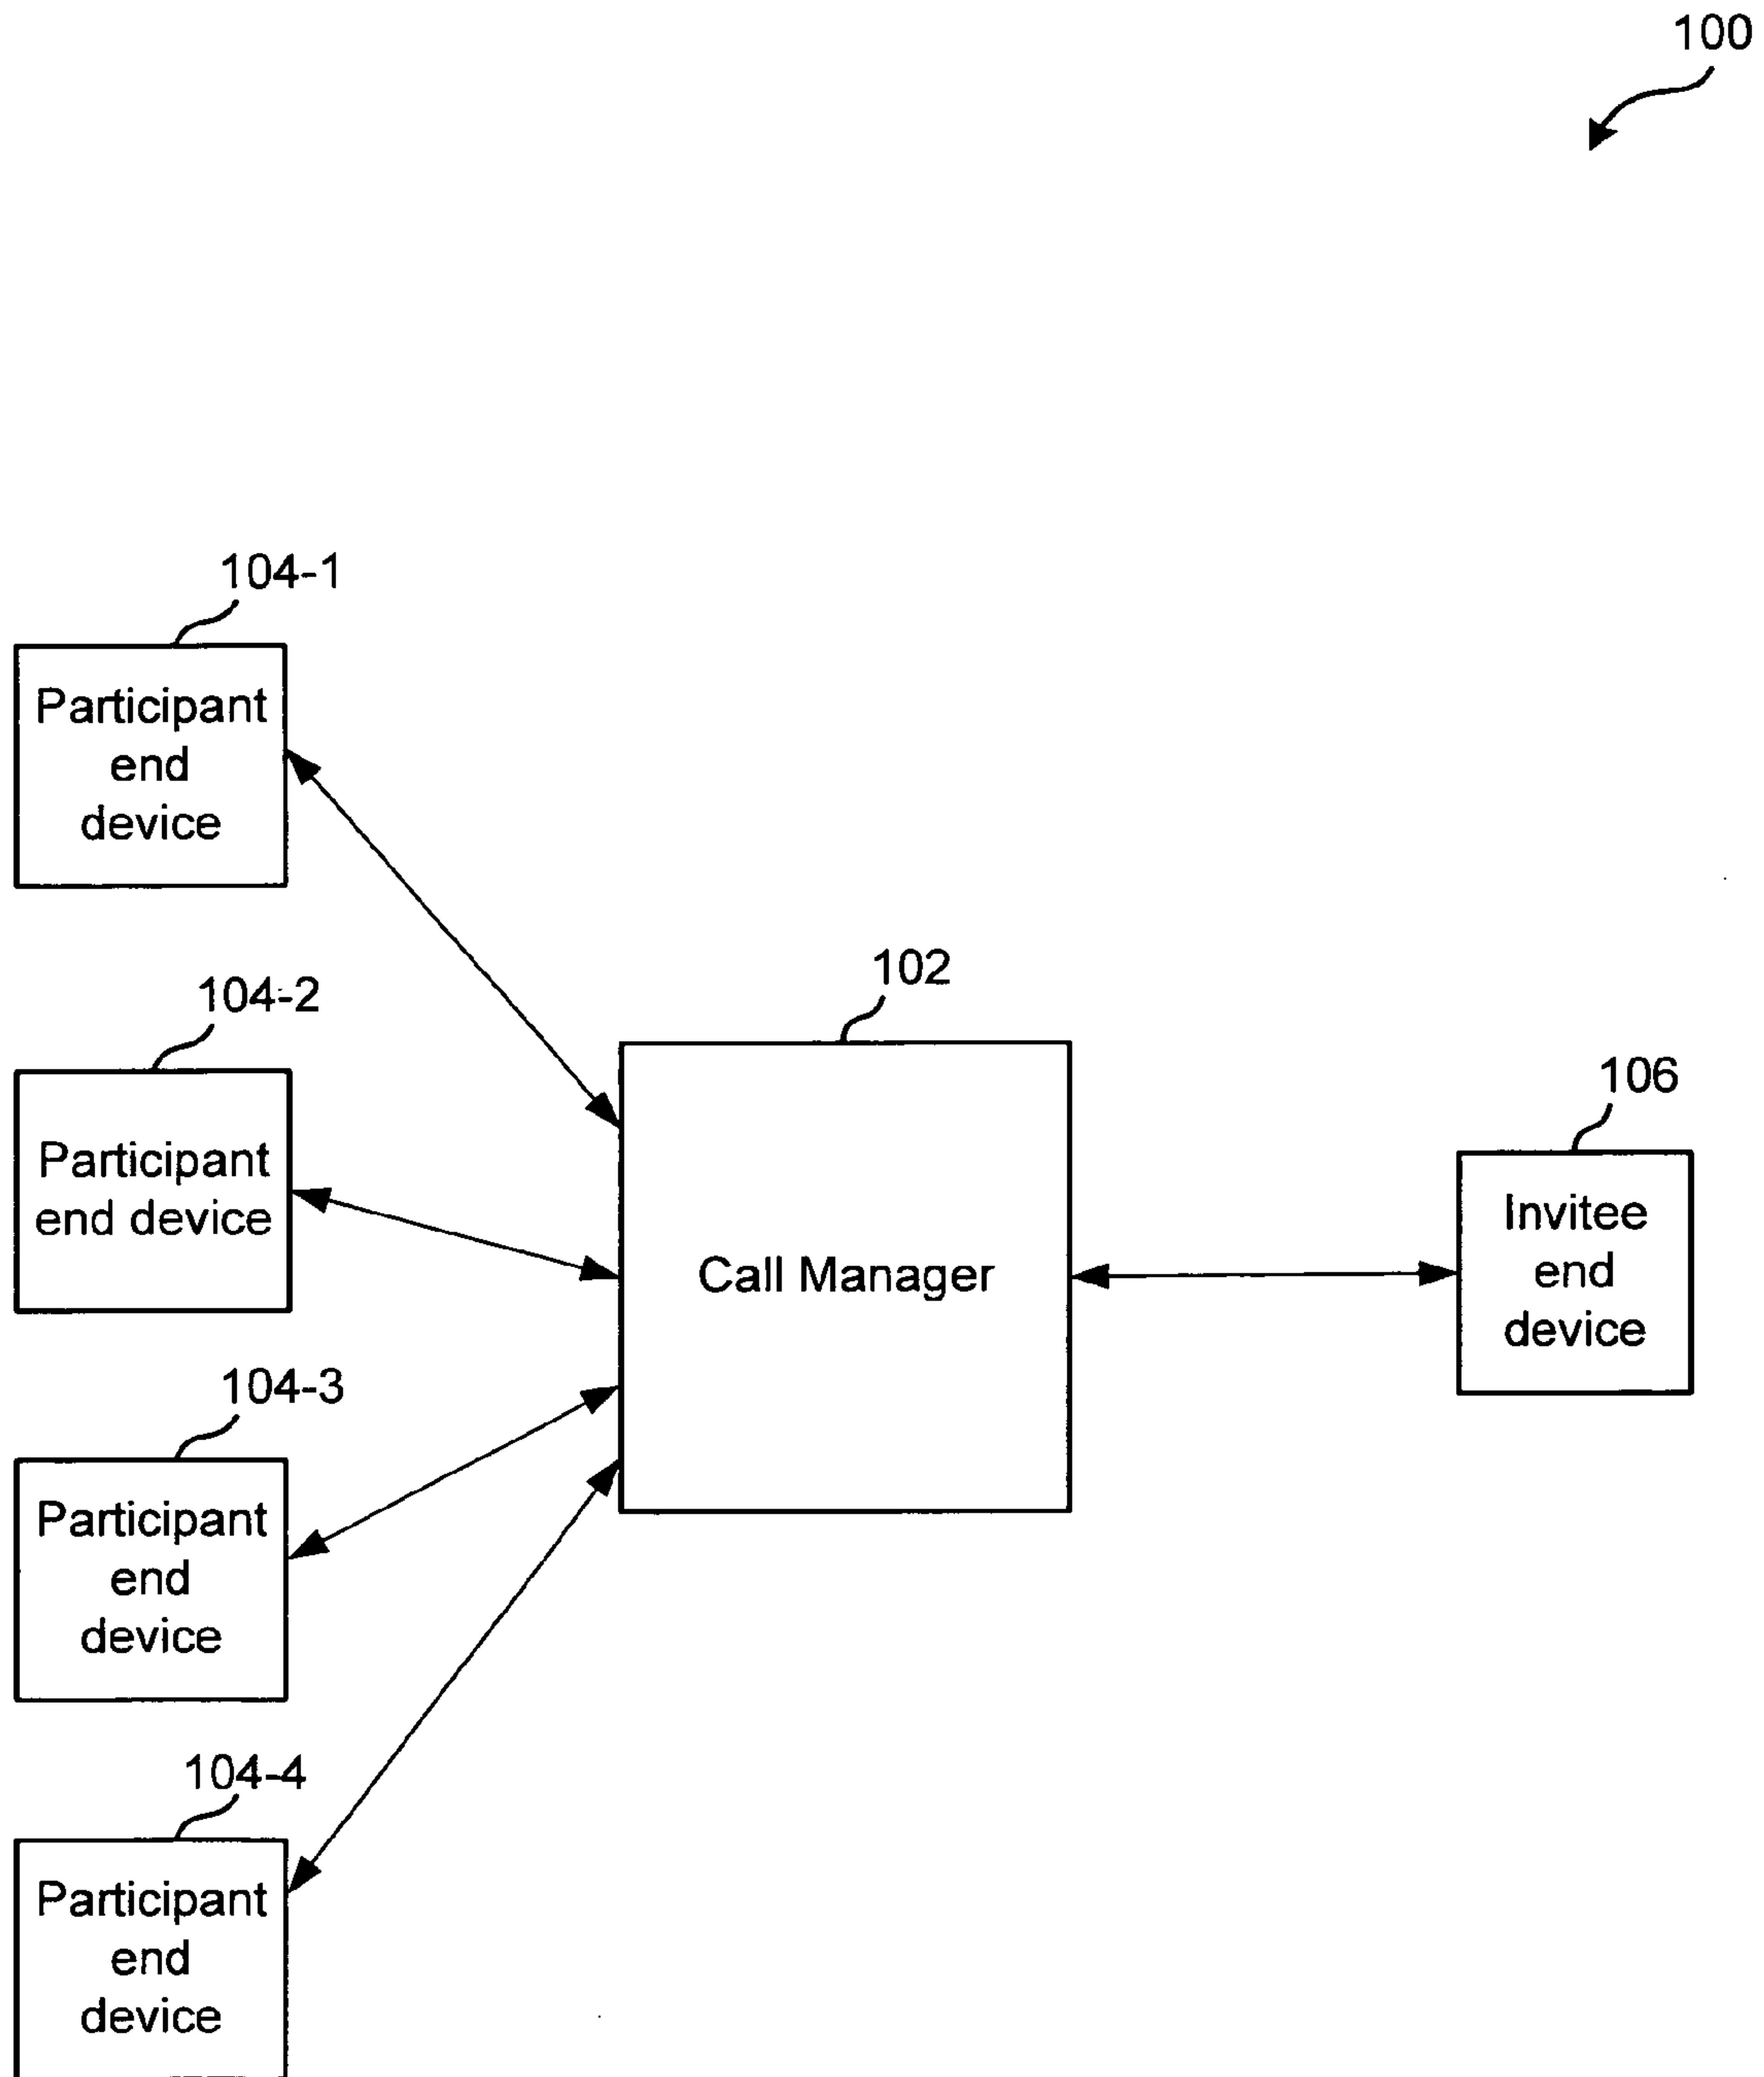 100
104-1
Participant
end
device
104-2
Participant
end device
102
Call Manager
106
Invitee
end
device
104-3
Participant
end
device
104-4
Participant
end
device